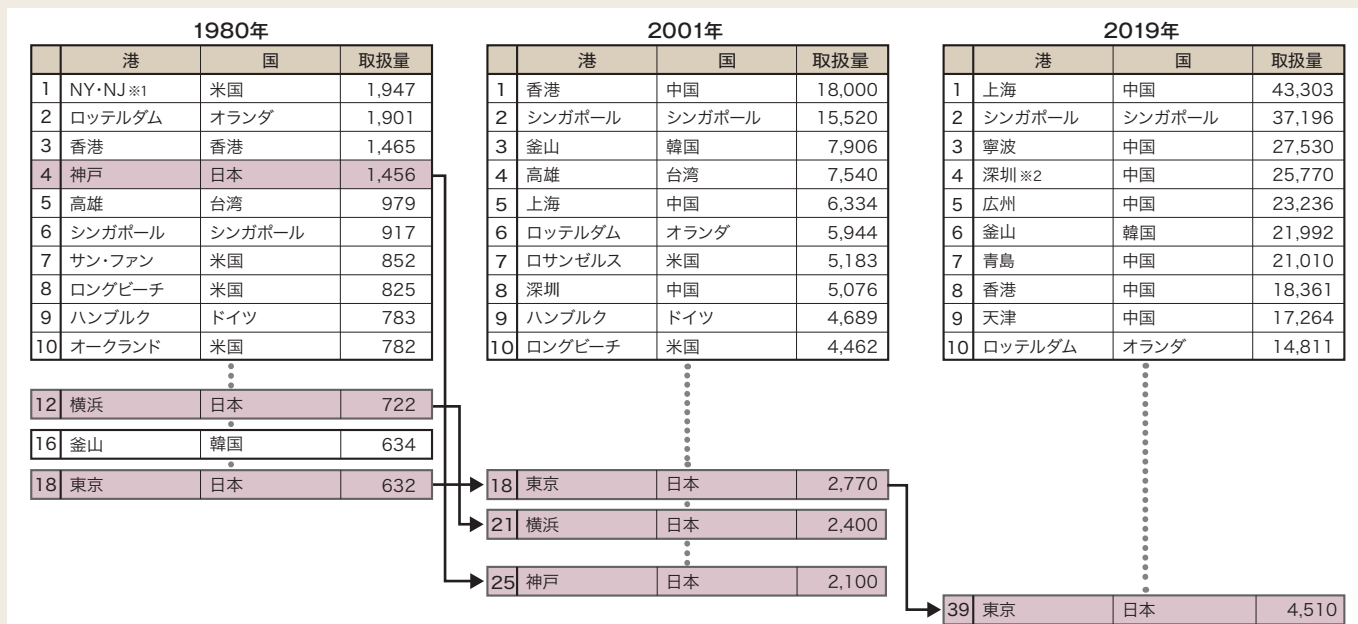 1980年
港 国 取扱量
1 NY・NJ※1 米国 1,947
2 ロッテルダム オランダ 1,901
3 香港 香港 1,465
4 神戸 日本 1,456
5 高雄 台湾 979
6 シンガポール シンガポール 917
7 サン・ファン 米国 852
8 ロングビーチ 米国 825
9 ハンブルク ドイツ 783
10 オークランド 米国 782
12 横浜 日本 722
16 釜山 韓国 634
18 東京 日本 632
2001年
港 国 取扱量
1 香港 中国 18,000
2 シンガポール シンガポール 15,520
3 釜山 韓国 7,906
4 高雄 台湾 7,540
5 上海 中国 6,334
6 ロッテルダム オランダ 5,944
7 ロサンゼルス 米国 5,183
8 深圳 中国 5,076
9 ハンブルク ドイツ 4,689
10 ロングビーチ 米国 4,462
18 東京 日本 2,770
21 横浜 日本 2,400
25 神戸 日本 2,100
2019年
港 国 取扱量
1 上海 中国 43,303
2 シンガポール シンガポール 37,196
3 寧波 中国 27,530
4 深圳※2 中国 25,770
5 広州 中国 23,236
6 釜山 韓国 21,992
7 青島 中国 21,010
8 香港 中国 18,361
9 天津 中国 17,264
10 ロッテルダム オランダ 14,811
39 東京 日本 4,510